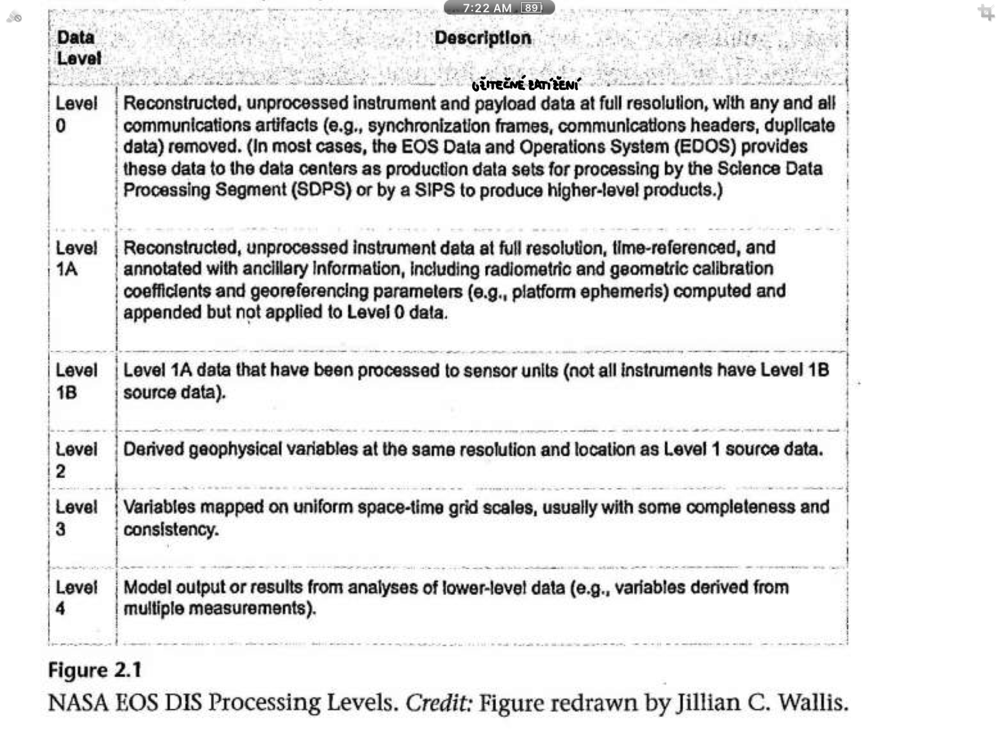 7:22 AM 89
Data
Level
Description
UŽITEČNÉ ZATÍŽENÍ
Level
0
Reconstructed, unprocessed instrument and payload data at full resolution, with any and all
communications artifacts (e.g., synchronization frames, communications headers, duplicate
data) removed. (In most cases, the EOS Data and Operations System (EDOS) provides
these data to the data centers as production data sets for processing by the Science Data
Processing Segment (SDPS) or by a SIPS to produce higher-level products.)
Level
1A
Reconstructed, unprocessed instrument data at full resolution, time-referenced, and
annotated with ancillary information, including radiometric and geometric calibration
coefficients and georeferencing parameters (e.g., platform ephemeris) computed and
appended but not applied to Level 0 data.
Level
1B
Level 1A data that have been processed to sensor units (not all instruments have Level 1B
source data).
Level
2
Derived geophysical variables at the same resolution and location as Level 1 source data.
Level
3
Variables mapped on uniform space-time grid scales, usually with some completeness and
consistency.
Level
4
Model output or results from analyses of lower-level data (e.g., variables derived from
multiple measurements).
Figure 2.1
NASA EOS DIS Processing Levels. Credit: Figure redrawn by Jillian C. Wallis.